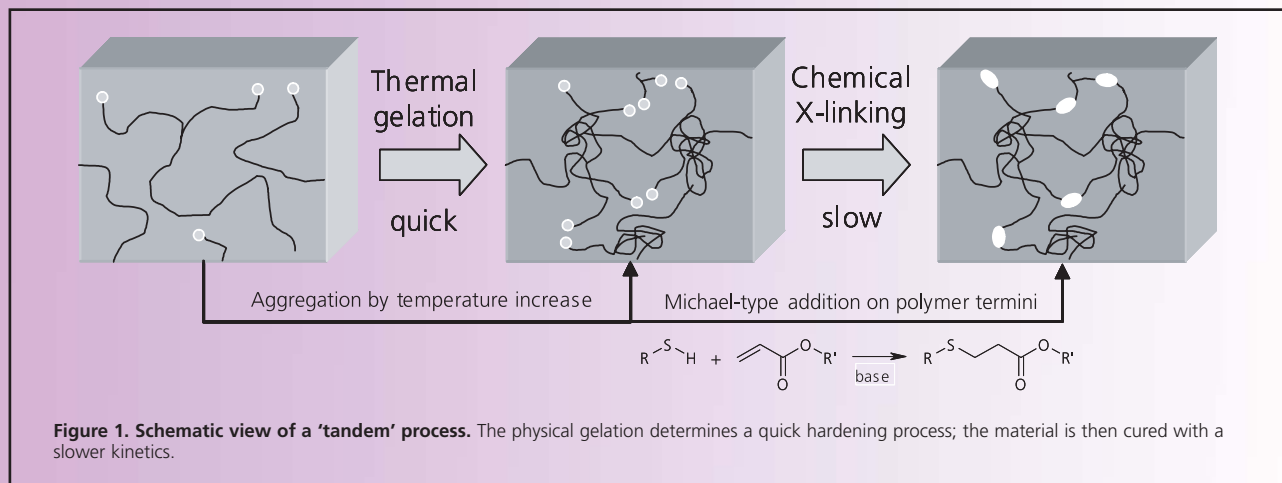 Thermal
gelation
quick
Chemical
X-linking
slow
Aggregation by temperature increase
Michael-type addition on polymer termini
R S H + O R' O base R S O R' O
Figure 1. Schematic view of a 'tandem' process. The physical gelation determines a quick hardening process; the material is then cured with a
slower kinetics.